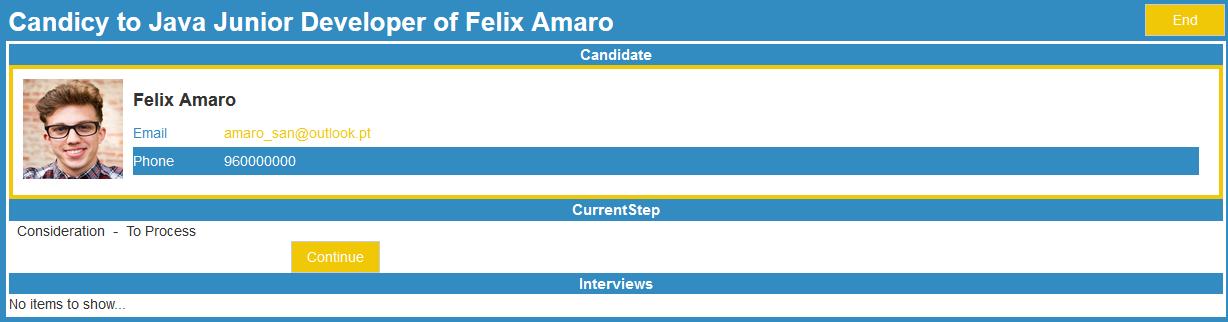 Candicy to Java Junior Developer of Felix Amaro
End
Candidate
Felix Amaro
Email amaro_san@outlook.pt
Phone 960000000
CurrentStep
Consideration - To Process
Continue
Interviews
No items to show...